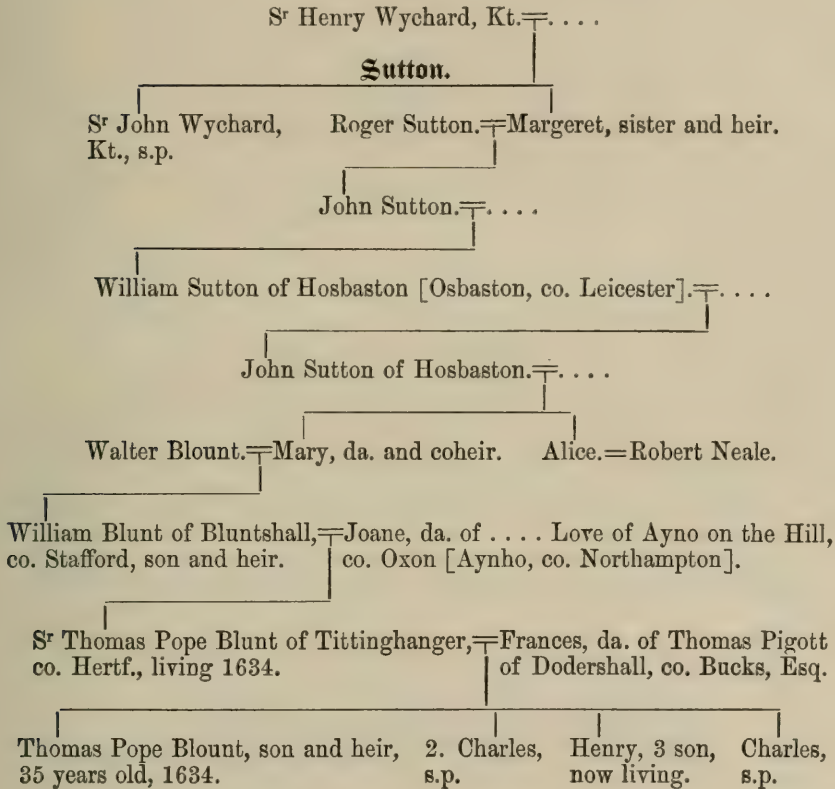 Sʳ Henry Wychard, Kt.=. . . .
Sutton.
Sʳ John Wychard,
Kt., s.p.
Roger Sutton.=Margeret, sister and heir.
John Sutton.=. . . .
William Sutton of Hosbaston [Osbaston, co. Leicester].=. . . .
John Sutton of Hosbaston.=. . . .
Walter Blount.=Mary, da. and coheir. Alice.=Robert Neale.
William Blunt of Bluntshall,=Joane, da. of . . . . Love of Ayno on the Hill,
co. Stafford, son and heir. co. Oxon [Aynho, co. Northampton].
Sʳ Thomas Pope Blunt of Tittinghanger,=Frances, da. of Thomas Pigott
co. Hertf., living 1634. of Dodershall, co. Bucks, Esq.
Thomas Pope Blount, son and heir, 2. Charles, Henry, 3 son, Charles,
35 years old, 1634. s.p. now living. s.p.